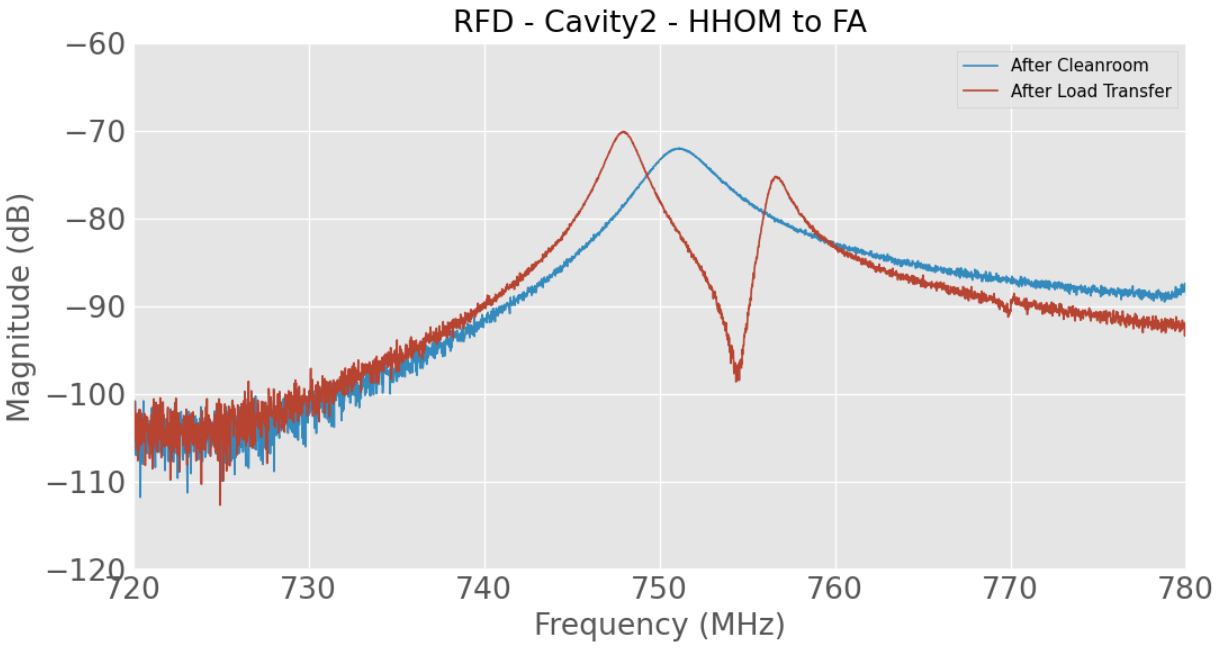 RFD - Cavity2 - HHOM to FA
After Cleanroom
After Load Transfer
Magnitude (dB)
−60
−70
−80
−90
−100
−110
−120
720 730 740 750 760 770 780
Frequency (MHz)